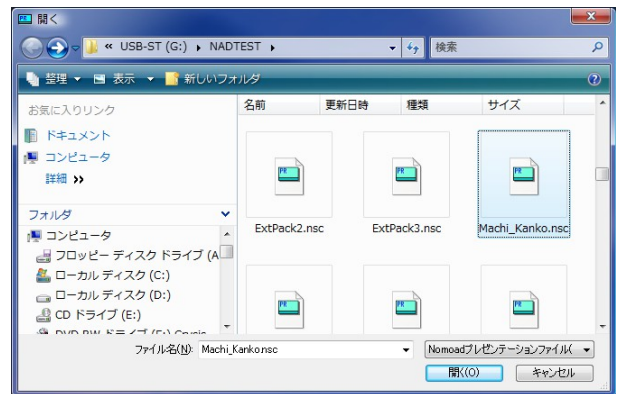 開く
« USB-ST (G:) ▸ NADTEST ▸
検索
整理 表示 新しいフォルダ
お気に入りリンク
ドキュメント
コンピュータ
詳細 »
フォルダ
コンピュータ
フロッピー ディスク ドライブ (A
ローカル ディスク (C:)
ローカル ディスク (D:)
CD ドライブ (E:)
名前 更新日時 種類 サイズ
ExtPack2.nsc
ExtPack3.nsc
Machi_Kanko.nsc
ファイル名(N): Machi_Kanko.nsc
Nomoadプレゼンテーションファイル(
開く(O) キャンセル